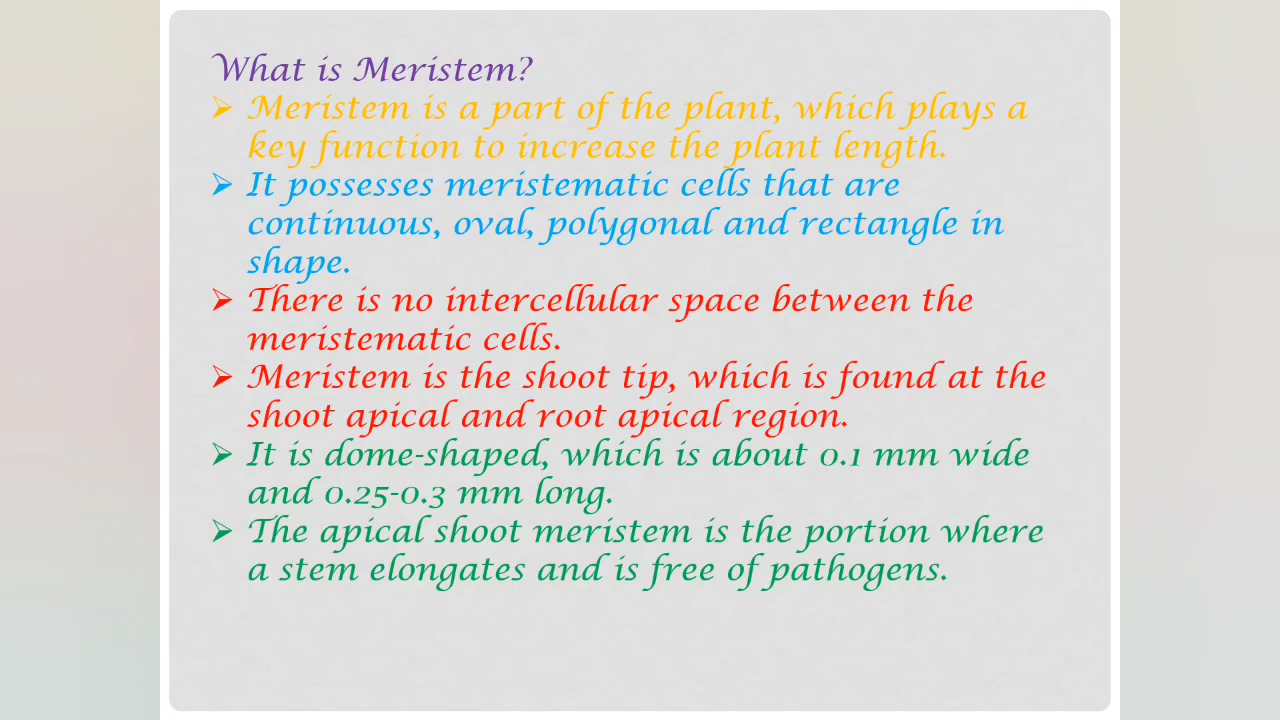 What is Meristem?
➢ Meristem is a part of the plant, which plays a
key function to increase the plant length.
➢ It possesses meristematic cells that are
continuous, oval, polygonal and rectangle in
shape.
➢ There is no intercellular space between the
meristematic cells.
➢ Meristem is the shoot tip, which is found at the
shoot apical and root apical region.
➢ It is dome-shaped, which is about 0.1 mm wide
and 0.25-0.3 mm long.
➢ The apical shoot meristem is the portion where
a stem elongates and is free of pathogens.